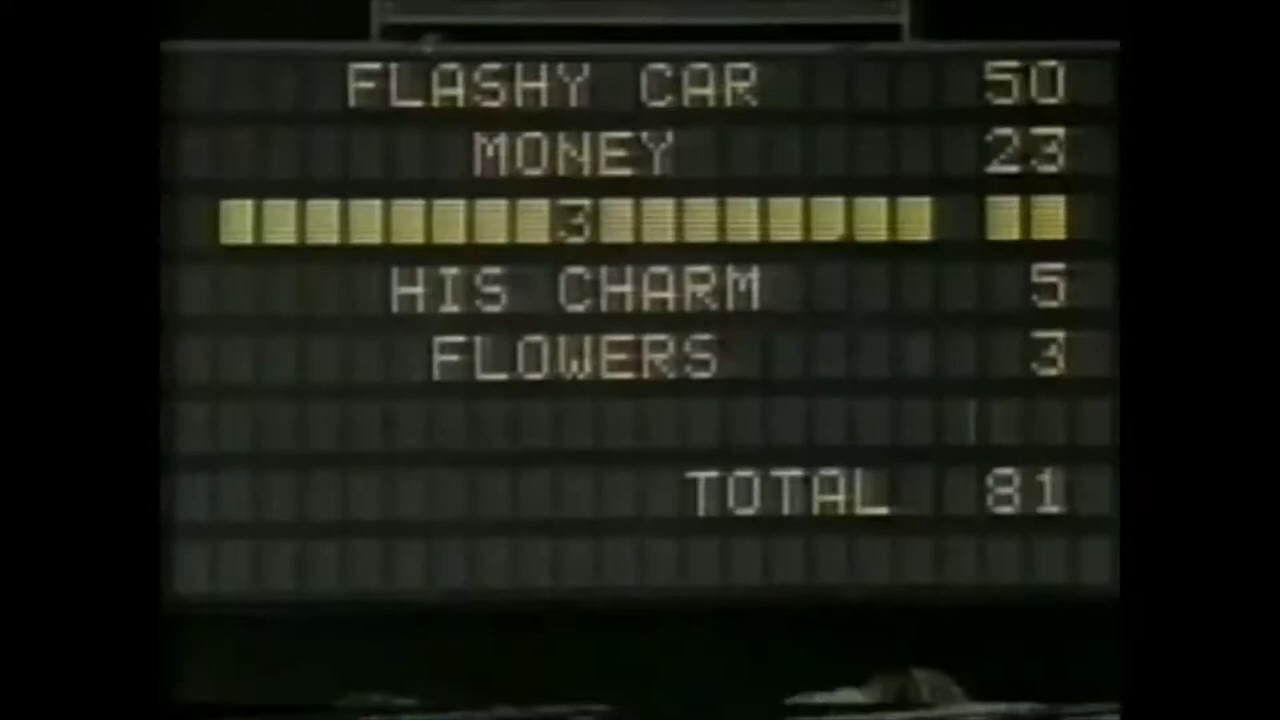 FLASHY CAR 50
MONEY 23
3
HIS CHARM 5
FLOWERS 3
TOTAL 81